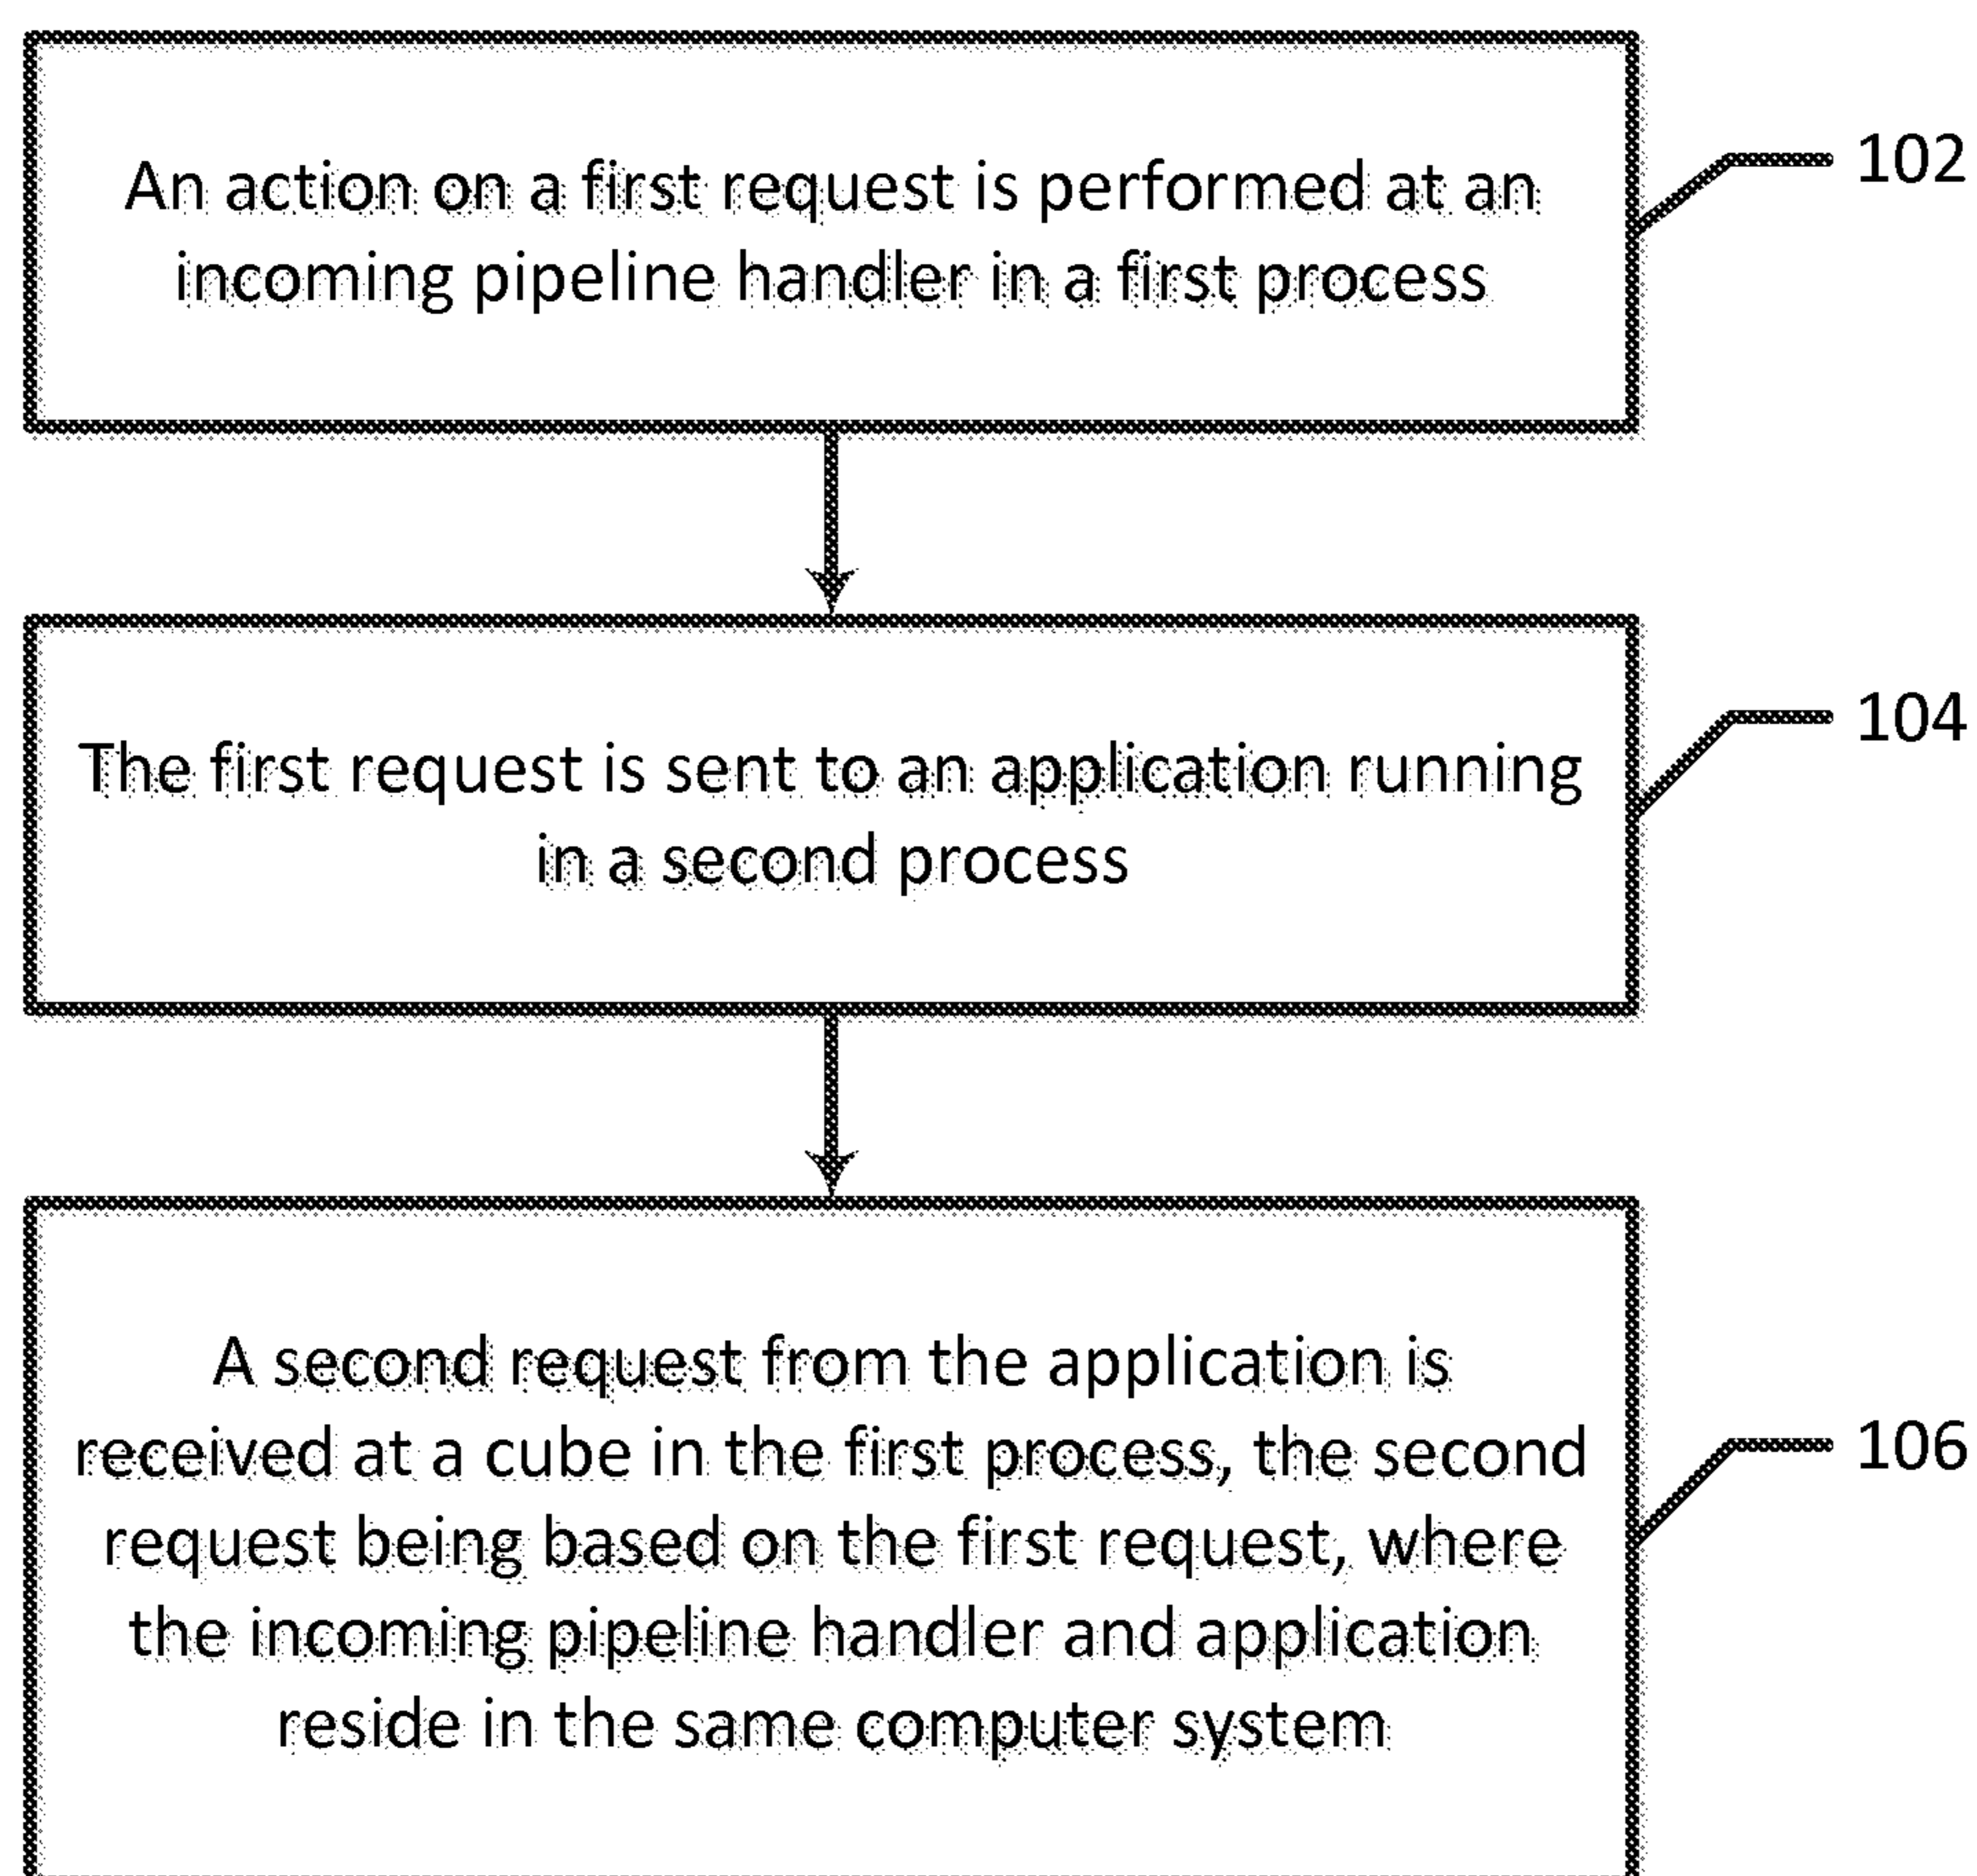 An action on a first request is performed at an
incoming pipeline handler in a first process
102
The first request is sent to an application running
in a second process
104
A second request from the application is
received at a cube in the first process, the second
request being based on the first request, where
the incoming pipeline handler and application
reside in the same computer system
106